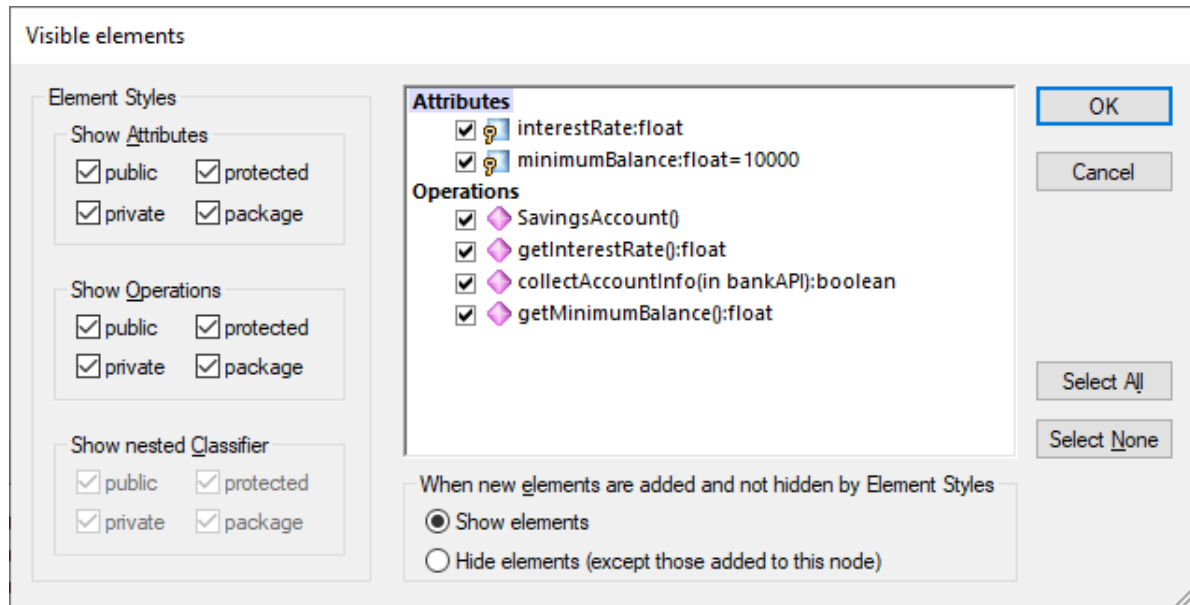 Visible elements
Element Styles
Show Attributes
public protected
private package
Show Operations
public protected
private package
Show nested Classifier
public protected
private package
Attributes
interestRate:float
minimumBalance:float=10000
Operations
SavingsAccount()
getInterestRate():float
collectAccountInfo(in bankAPI):boolean
getMinimumBalance():float
When new elements are added and not hidden by Element Styles
Show elements
Hide elements (except those added to this node)
OK
Cancel
Select All
Select None